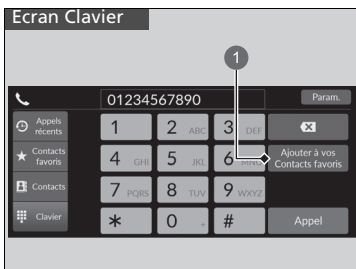 Ecran Clavier
1
01234567890
Param.
Appels récents
1
2 ABC
3 DEF
Contacts favoris
4 GHI
5 JKL
6 MNO
Ajouter à vos Contacts favoris
Contacts
7 PQRS
8 TUV
9 WXYZ
Clavier
*
0 +
#
Appel